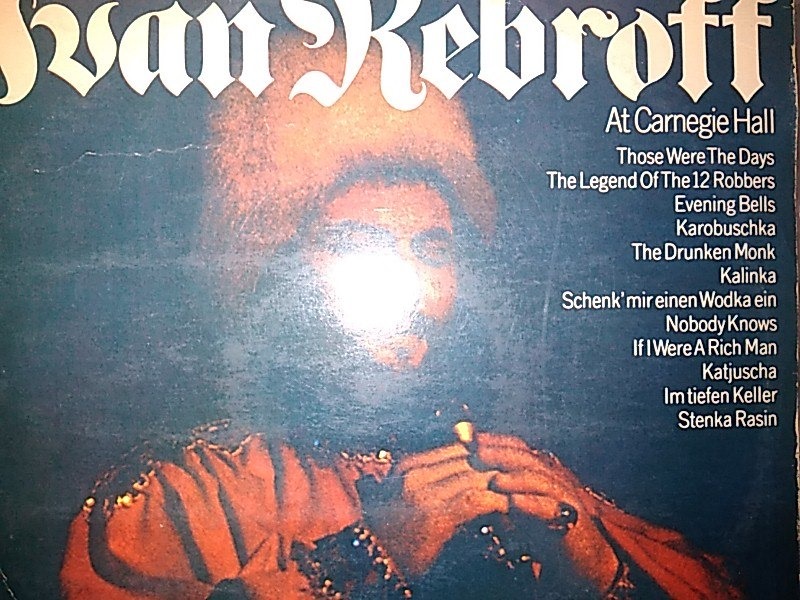 Ivan Rebroff
At Carnegie Hall
Those Were The Days
The Legend Of The 12 Robbers
Evening Bells
Karobuschka
The Drunken Monk
Kalinka
Schenk' mir einen Wodka ein
Nobody Knows
If I Were A Rich Man
Katjuscha
Im tiefen Keller
Stenka Rasin